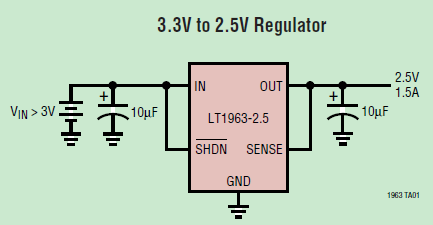 3.3V to 2.5V Regulator
IN
OUT
2.5V
1.5A
VIN > 3V
+
10µF
LT1963-2.5
+
10µF
SHDN
SENSE
GND
1963 TA01